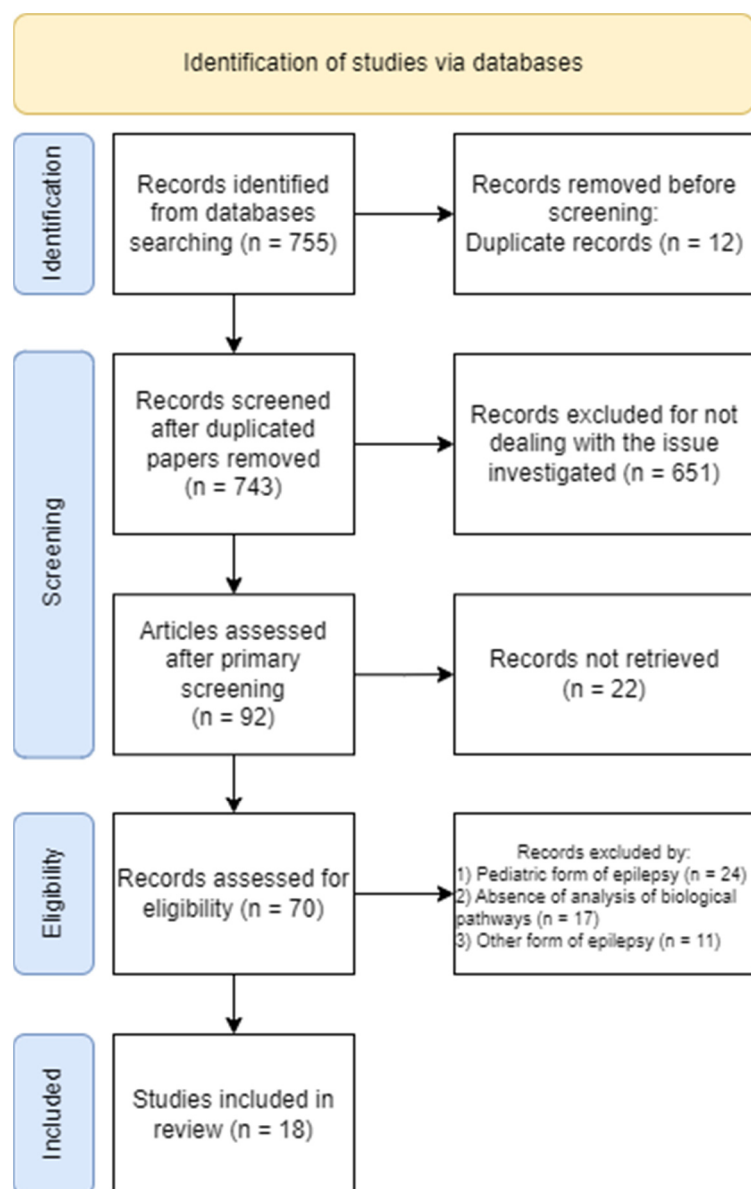 Identification of studies via databases
Identification
Records identified
from databases
searching (n = 755)
Records removed before
screening:
Duplicate records (n = 12)
Screening
Records screened
after duplicated
papers removed
(n = 743)
Records excluded for not
dealing with the issue
investigated (n = 651)
Articles assessed
after primary
screening
(n = 92)
Records not retrieved
(n = 22)
Eligibility
Records assessed for
eligibility (n = 70)
Records excluded by:
1) Pediatric form of epilepsy (n = 24)
2) Absence of analysis of biological
pathways (n = 17)
3) Other form of epilepsy (n = 11)
Included
Studies included in
review (n = 18)